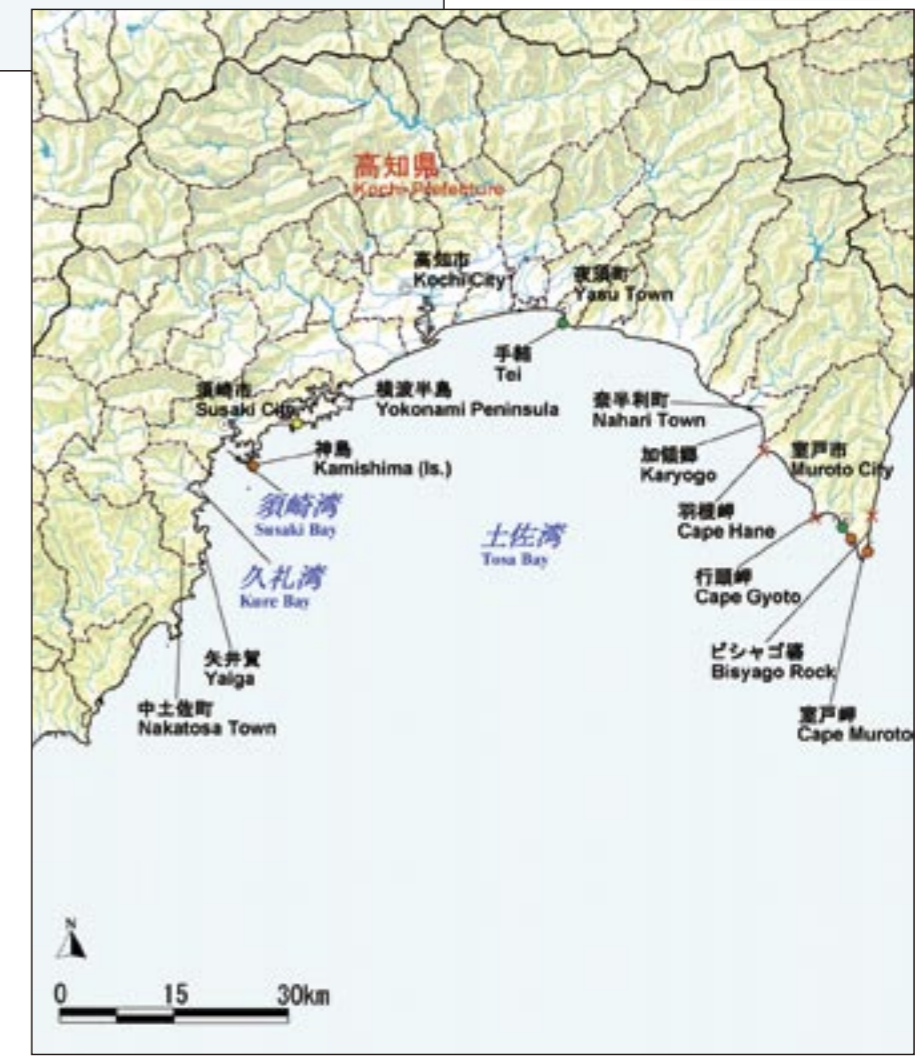 高知県
Kochi Prefecture
高知市
Kochi City
夜須町
Yasu Town
手結
Tei
須崎市
Susaki City
横波半島
Yokonami Peninsula
奈半利町
Nahari Town
神島
Kamishima (Is.)
加領郷
Karyogo
室戸市
Muroto City
須崎湾
Susaki Bay
羽根岬
Cape Hane
土佐湾
Tosa Bay
久礼湾
Kure Bay
行頭岬
Cape Gyoto
矢井賀
Yaiga
ビシャゴ
Bisyago Rock
中土佐町
Nakatosa Town
室戸岬
Cape Muroto
N
0 15 30km